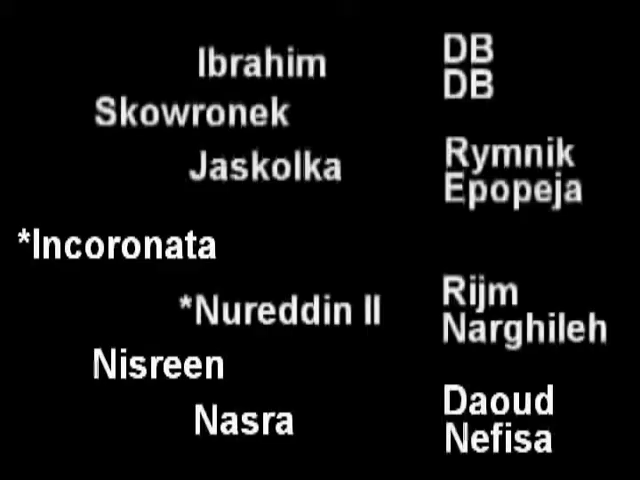 Ibrahim
DB
DB
Skowronek
Jaskolka
Rymnik
Epopeja
*Incoronata
*Nureddin II
Rijm
Narghileh
Nisreen
Nasra
Daoud
Nefisa